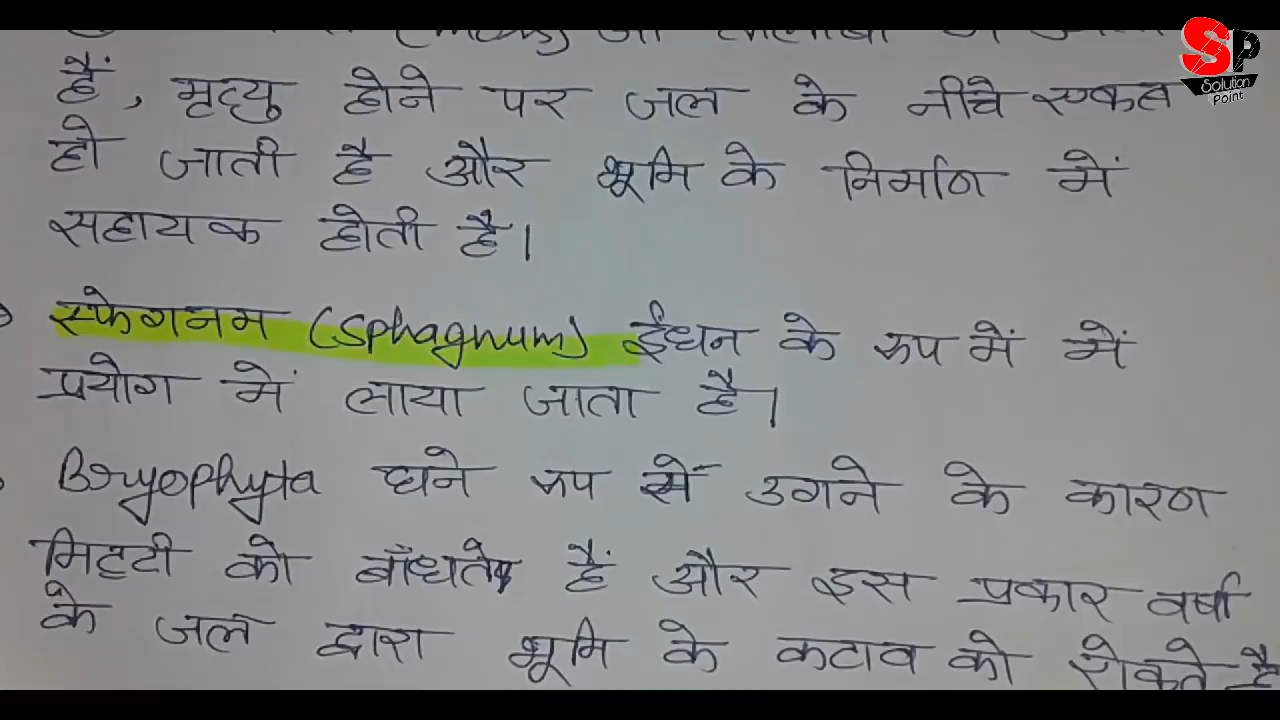 हैं, मृत्यु होने पर जल के नीचे एकत्र
हो जाती है और भूमि के निर्माण में
सहायक होती है।
स्फेगनम (Sphagnum) ईंधन के रूप में में
प्रयोग में लाया जाता है।
Bryophyta घने रूप से उगने के कारण
मिट्टी को बाँधते हैं और इस प्रकार वर्षा
के जल द्वारा भूमि के कटाव को रोकते है
SP
Solution
Point